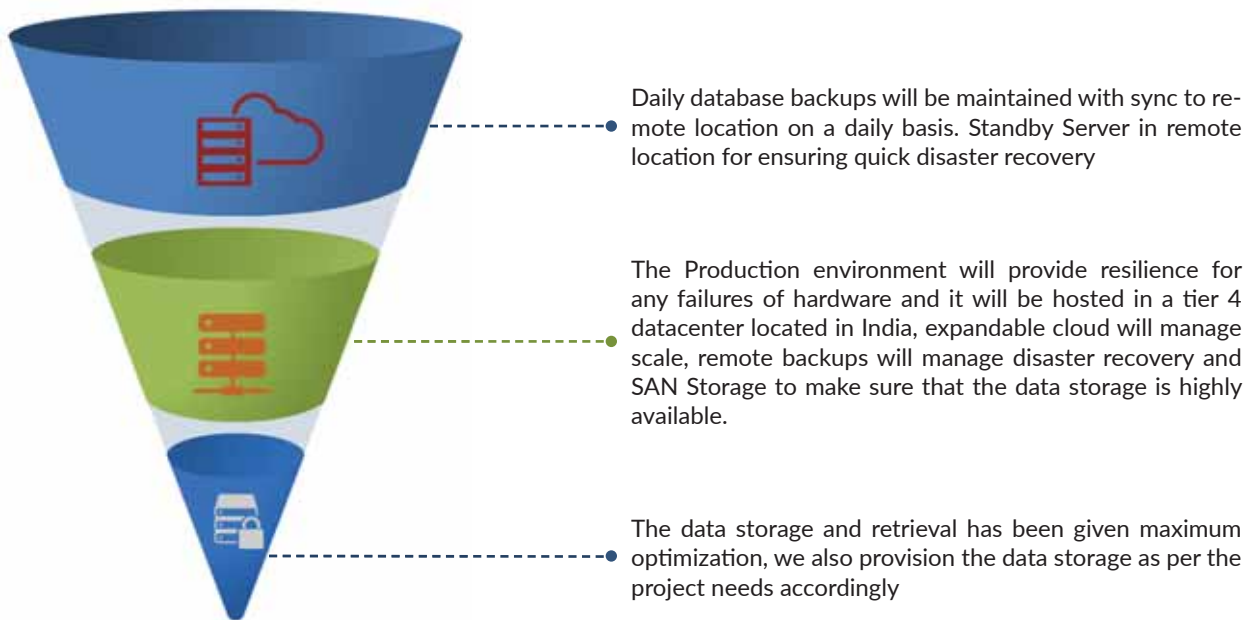 Daily database backups will be maintained with sync to re-
mote location on a daily basis. Standby Server in remote
location for ensuring quick disaster recovery
The Production environment will provide resilience for
any failures of hardware and it will be hosted in a tier 4
datacenter located in India, expandable cloud will manage
scale, remote backups will manage disaster recovery and
SAN Storage to make sure that the data storage is highly
available.
The data storage and retrieval has been given maximum
optimization, we also provision the data storage as per the
project needs accordingly